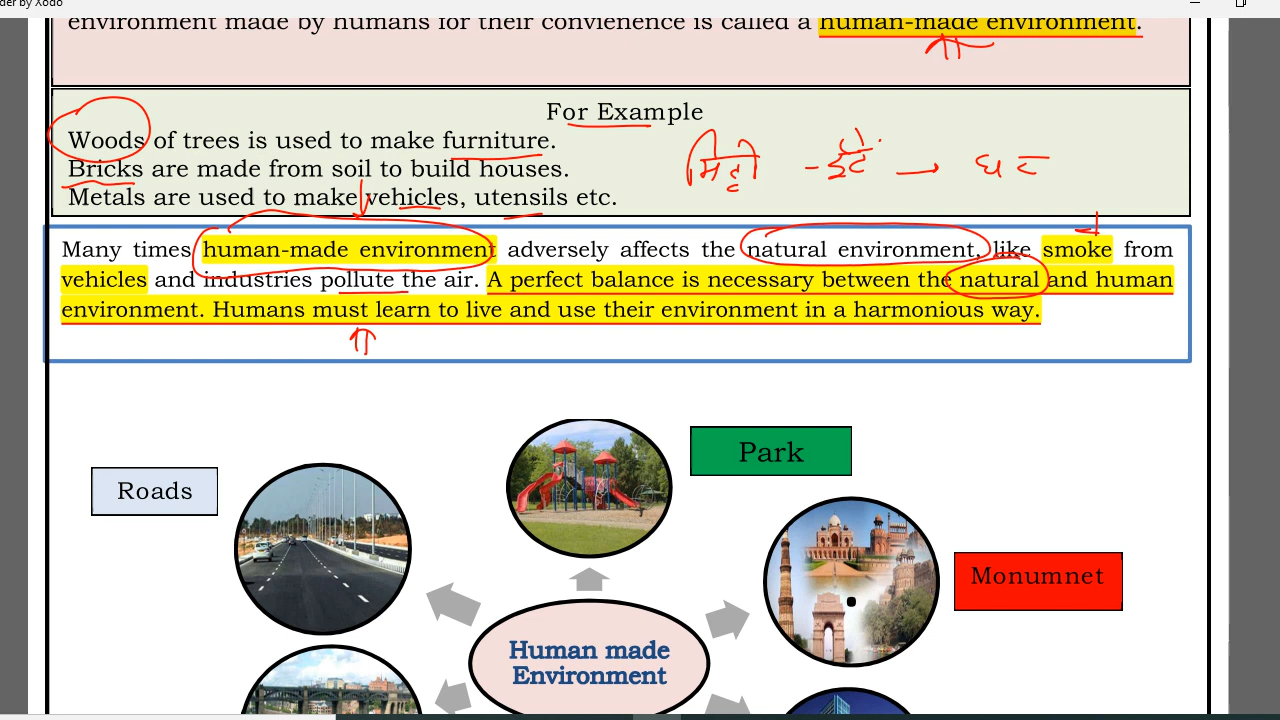 der by Xodo
environment made by humans for their convienence is called a human-made environment.
For Example
Woods of trees is used to make furniture.
Bricks are made from soil to build houses.
Metals are used to make vehicles, utensils etc.
मिट्टी - ईंट → घर
Many times human-made environment adversely affects the natural environment, like smoke from
vehicles and industries pollute the air. A perfect balance is necessary between the natural and human
environment. Humans must learn to live and use their environment in a harmonious way.
Park
Roads
Monumnet
Human made
Environment